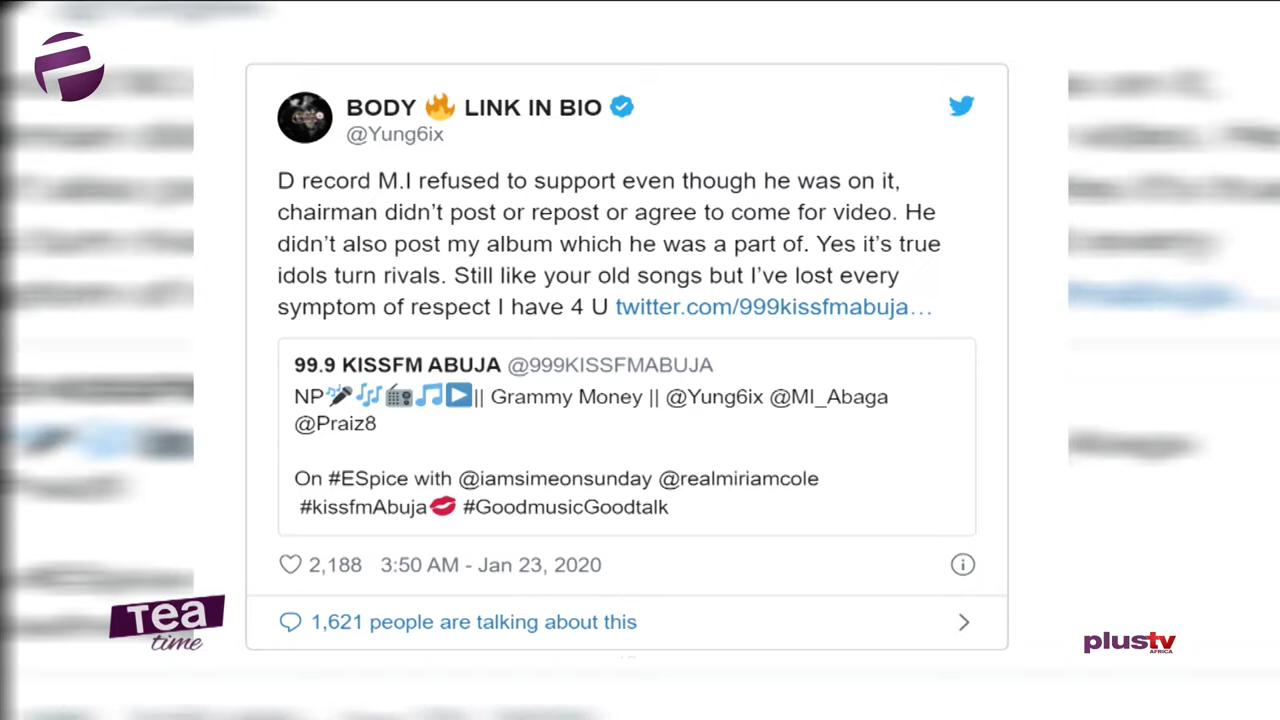 BODY 🔥 LINK IN BIO
@Yung6ix
D record M.I refused to support even though he was on it,
chairman didn't post or repost or agree to come for video. He
didn't also post my album which he was a part of. Yes it's true
idols turn rivals. Still like your old songs but I've lost every
symptom of respect I have 4 U twitter.com/999kissfmabuja…
99.9 KISSFM ABUJA @999KISSFMABUJA
NP🎤🎶📻🎵▶️|| Grammy Money || @Yung6ix @MI_Abaga
@Praiz8
On #ESpice with @iamsimeonsunday @realmiriamcole
#kissfmAbuja💋 #GoodmusicGoodtalk
2,188 3:50 AM - Jan 23, 2020
1,621 people are talking about this
Tea
time
plustv
AFRICA